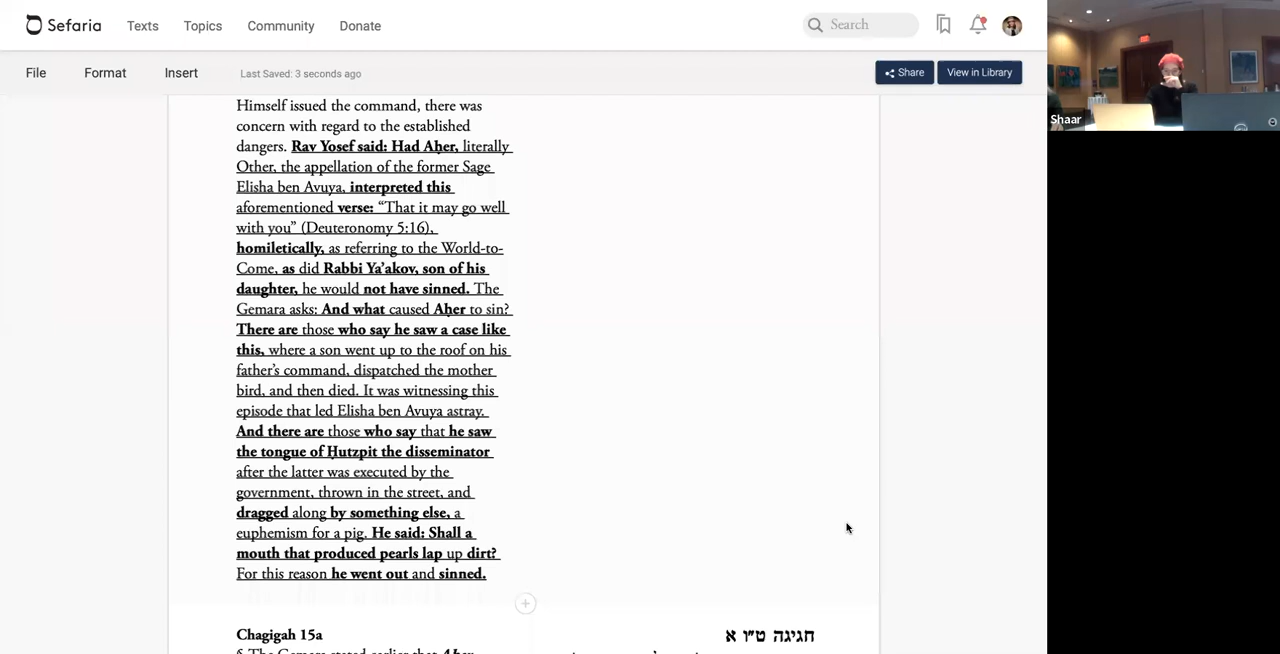 Sefaria Texts Topics Community Donate Search
File Format Insert Last Saved: 3 seconds ago Share View in Library
Shaar
Himself issued the command, there was
concern with regard to the established
dangers. Rav Yosef said: Had Aḥer, literally
Other, the appellation of the former Sage
Elisha ben Avuya, interpreted this
aforementioned verse: “That it may go well
with you” (Deuteronomy 5:16),
homiletically, as referring to the World-to-
Come, as did Rabbi Ya’akov, son of his
daughter, he would not have sinned. The
Gemara asks: And what caused Aḥer to sin?
There are those who say he saw a case like
this, where a son went up to the roof on his
father’s command, dispatched the mother
bird, and then died. It was witnessing this
episode that led Elisha ben Avuya astray.
And there are those who say that he saw
the tongue of Ḥutzpit the disseminator
after the latter was executed by the
government, thrown in the street, and
dragged along by something else, a
euphemism for a pig. He said: Shall a
mouth that produced pearls lap up dirt?
For this reason he went out and sinned.
Chagigah 15a
חגיגה ט״ו א
§ The Gemara stated earlier that Aḥer